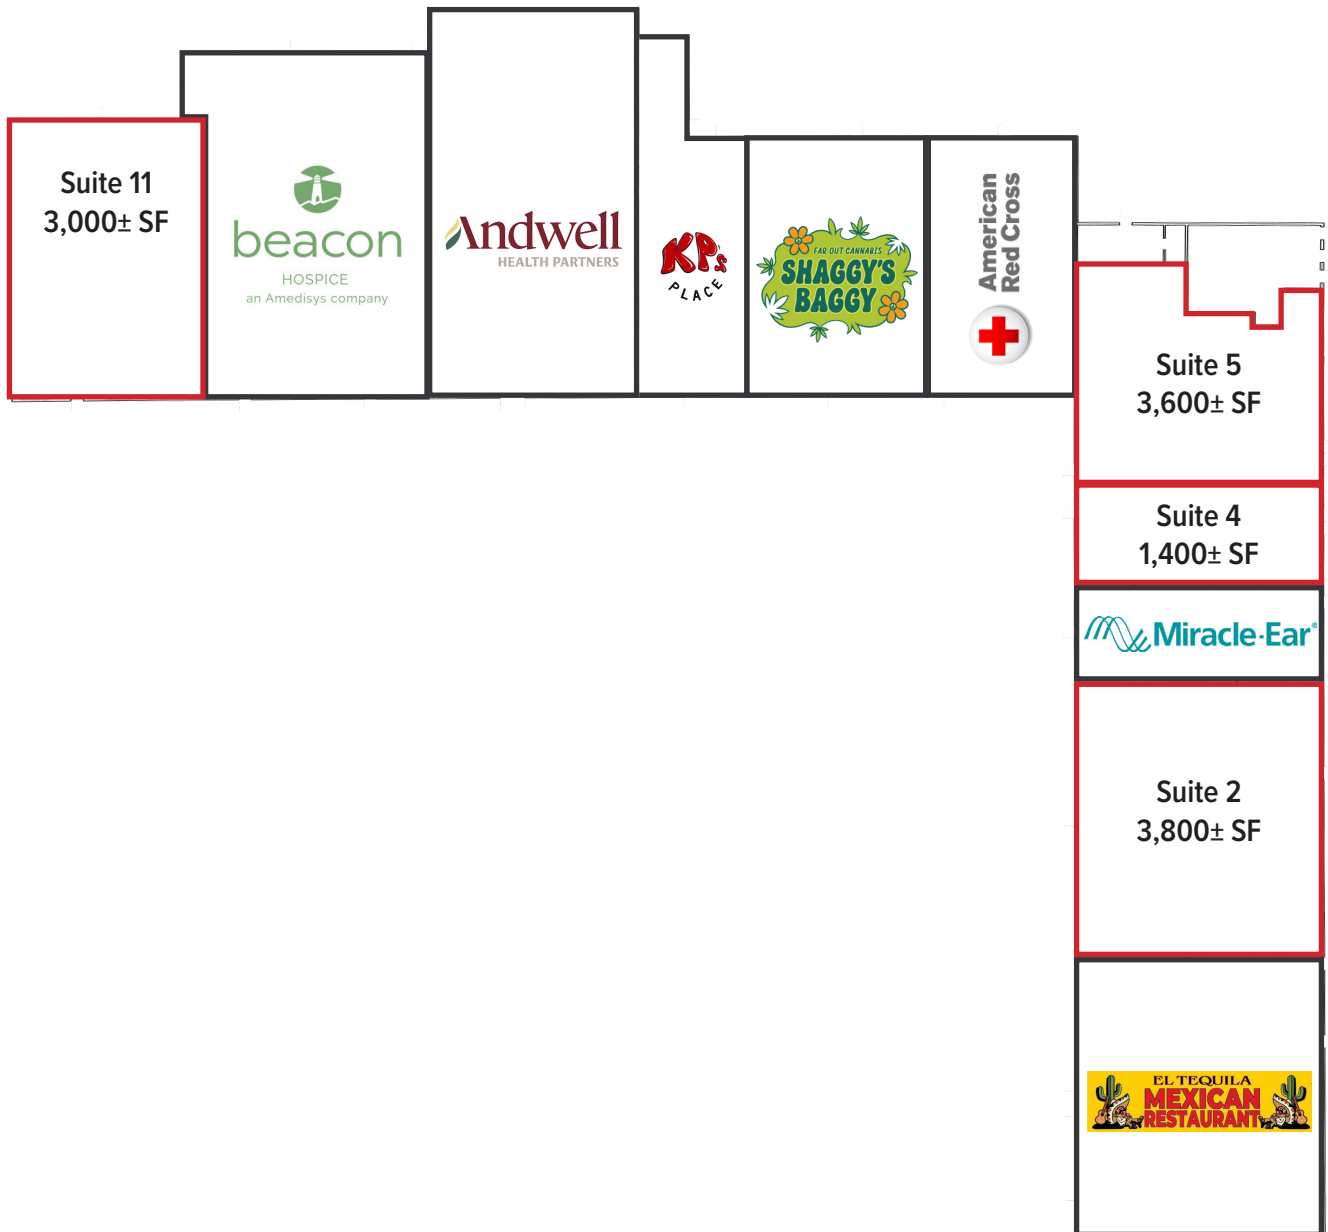 Suite 11
3,000± SF
beacon
HOSPICE
an Amedisys company
Andwell
HEALTH PARTNERS
KP's
PLACE
FAR OUT CANNABIS
SHAGGY'S
BAGGY
American
Red Cross
Suite 5
3,600± SF
Suite 4
1,400± SF
Miracle-Ear®
Suite 2
3,800± SF
EL TEQUILA
MEXICAN
RESTAURANT